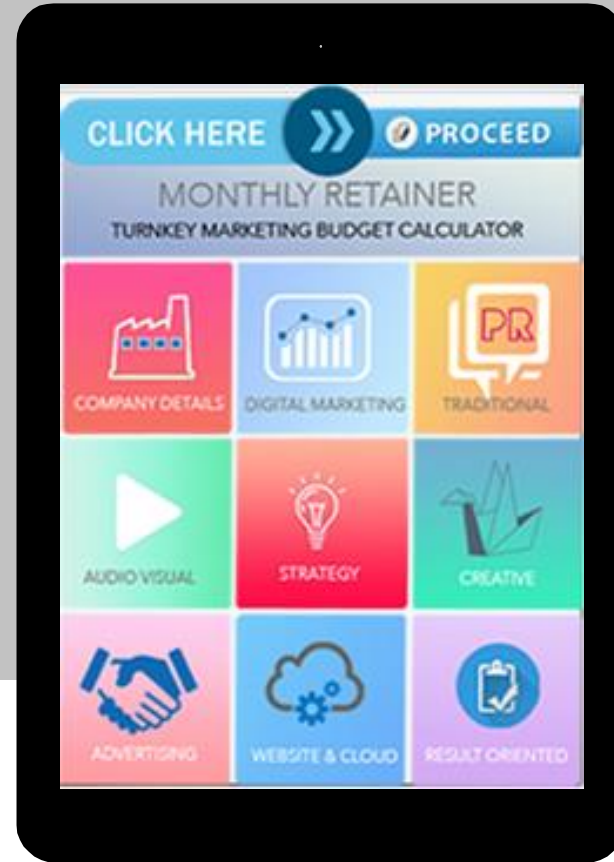 CLICK HERE
PROCEED
MONTHLY RETAINER
TURNKEY MARKETING BUDGET CALCULATOR
COMPANY DETAILS
DIGITAL MARKETING
PR
TRADITIONAL
AUDIO VISUAL
STRATEGY
CREATIVE
ADVERTISING
WEBSITE & CLOUD
RESULT ORIENTED